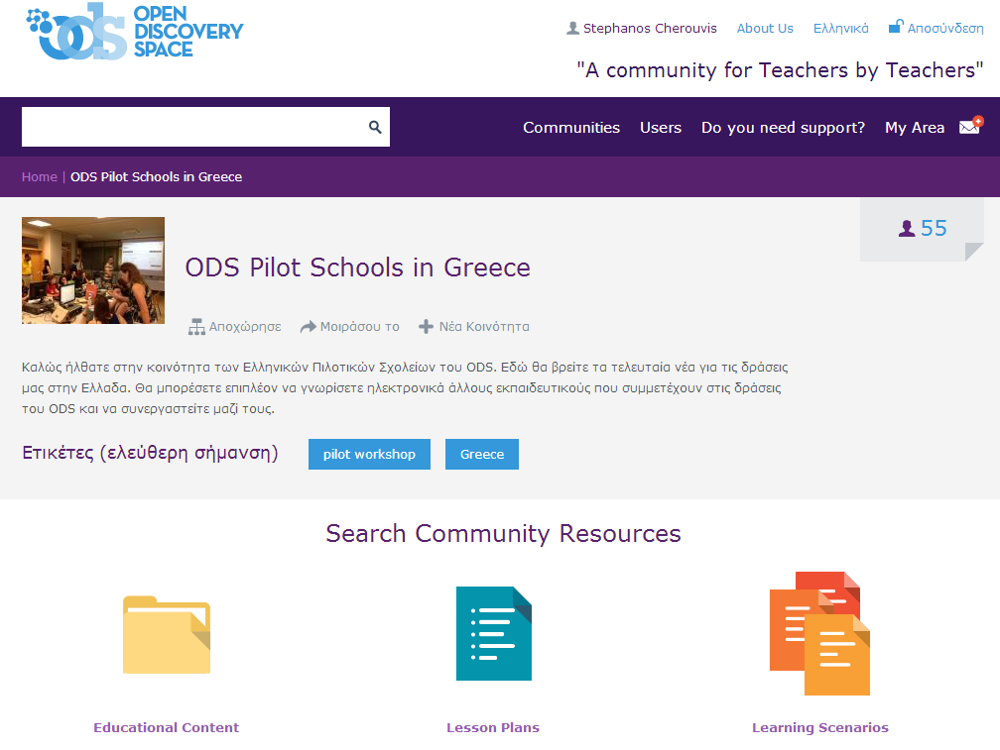 ods OPEN
DISCOVERY
SPACE
Stephanos Cherouvis About Us Ελληνικά Αποσύνδεση
"A community for Teachers by Teachers"
Communities Users Do you need support? My Area
Home | ODS Pilot Schools in Greece
55
ODS Pilot Schools in Greece
Αποχώρησε Μοιράσου το Νέα Κοινότητα
Καλώς ήλθατε στην κοινότητα των Ελληνικών Πιλοτικών Σχολείων του ODS. Εδώ θα βρείτε τα τελευταία νέα για τις δράσεις
μας στην Ελλαδα. Θα μπορέσετε επιπλέον να γνωρίσετε ηλεκτρονικά άλλους εκπαιδευτικούς που συμμετέχουν στις δράσεις
του ODS και να συνεργαστείτε μαζί τους.
Ετικέτες (ελεύθερη σήμανση) pilot workshop Greece
Search Community Resources
Educational Content Lesson Plans Learning Scenarios